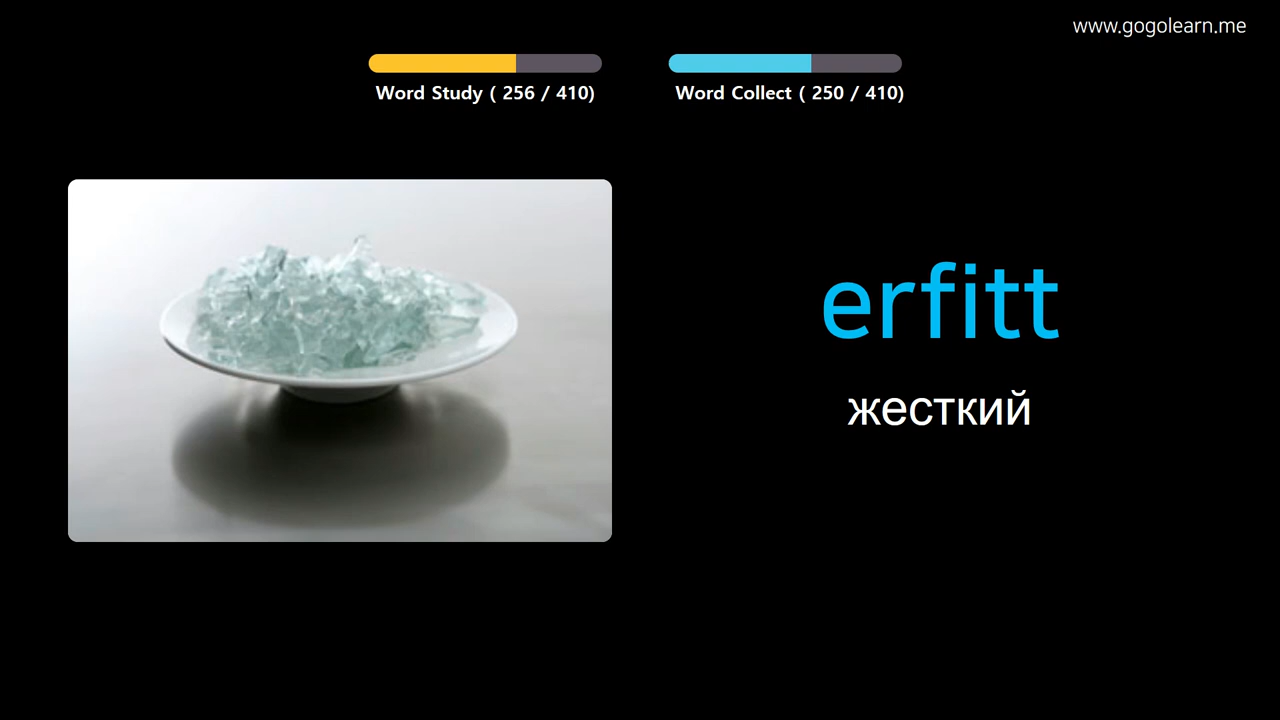 www.gogolearn.me
Word Study ( 256 / 410)
Word Collect ( 250 / 410)
erfitt
жесткий